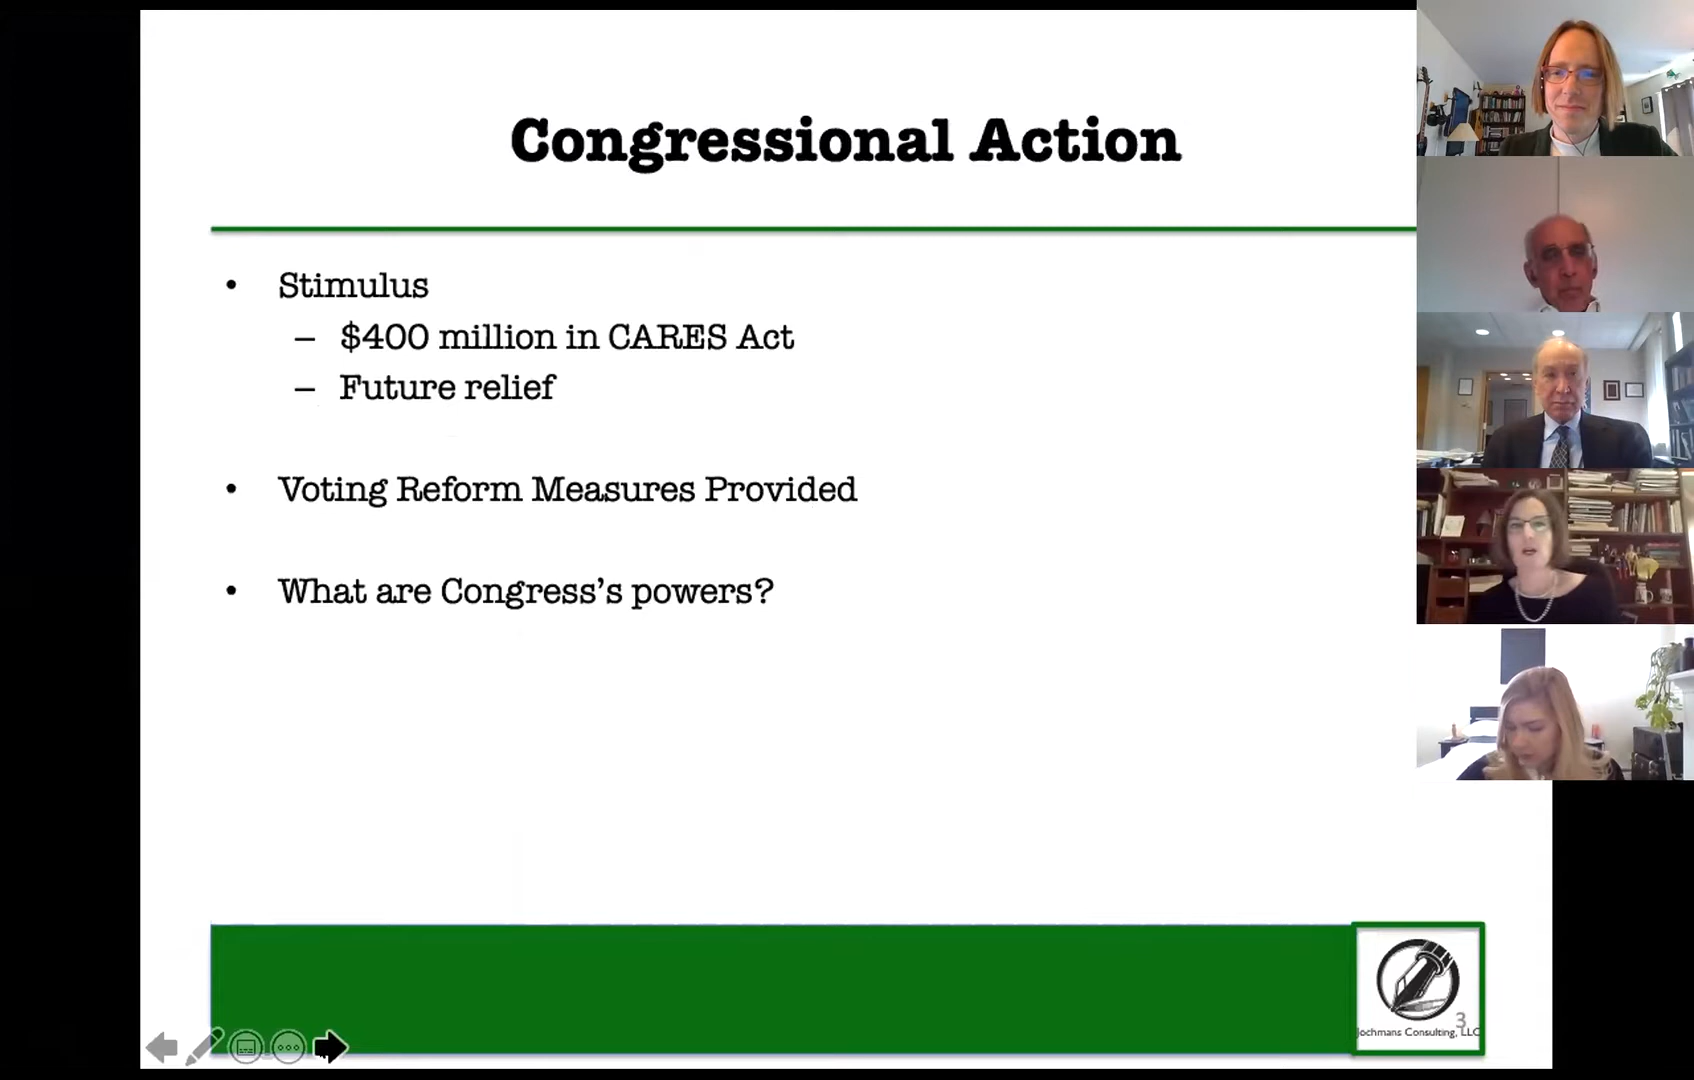 Congressional Action
• Stimulus
– $400 million in CARES Act
– Future relief
• Voting Reform Measures Provided
• What are Congress’s powers?
3
Jochmans Consulting, LLC